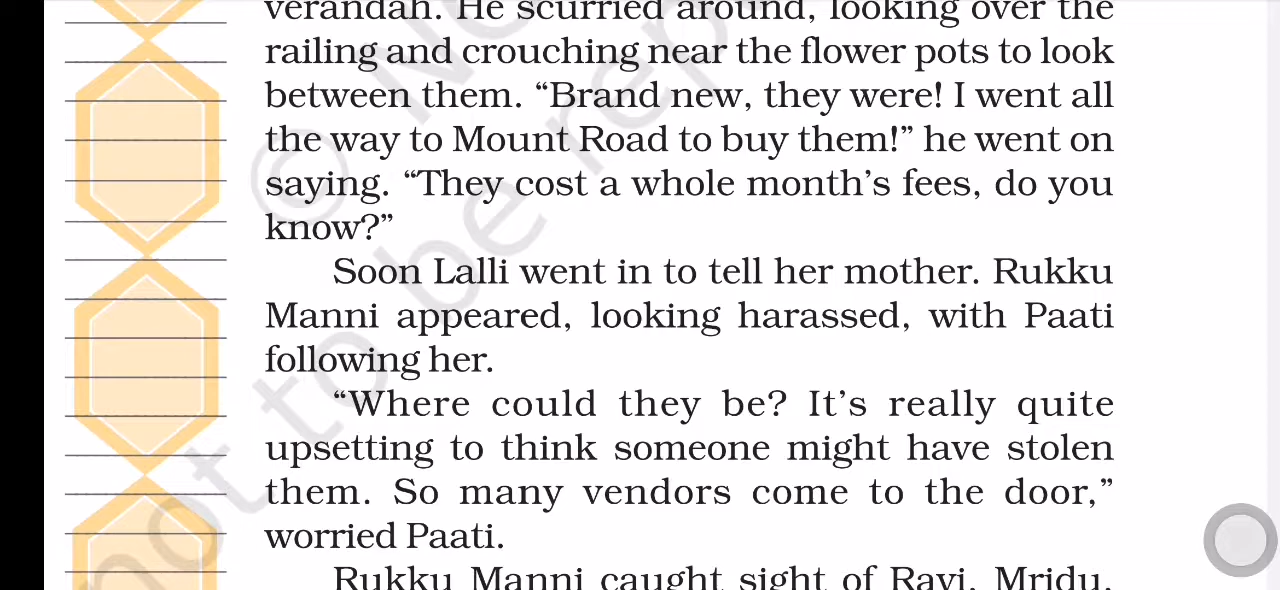 verandah. He scurried around, looking over the
railing and crouching near the flower pots to look
between them. “Brand new, they were! I went all
the way to Mount Road to buy them!” he went on
saying. “They cost a whole month’s fees, do you
know?”
Soon Lalli went in to tell her mother. Rukku
Manni appeared, looking harassed, with Paati
following her.
“Where could they be? It’s really quite
upsetting to think someone might have stolen
them. So many vendors come to the door,”
worried Paati.
Rukku Manni caught sight of Ravi, Mridu,
not to be rep